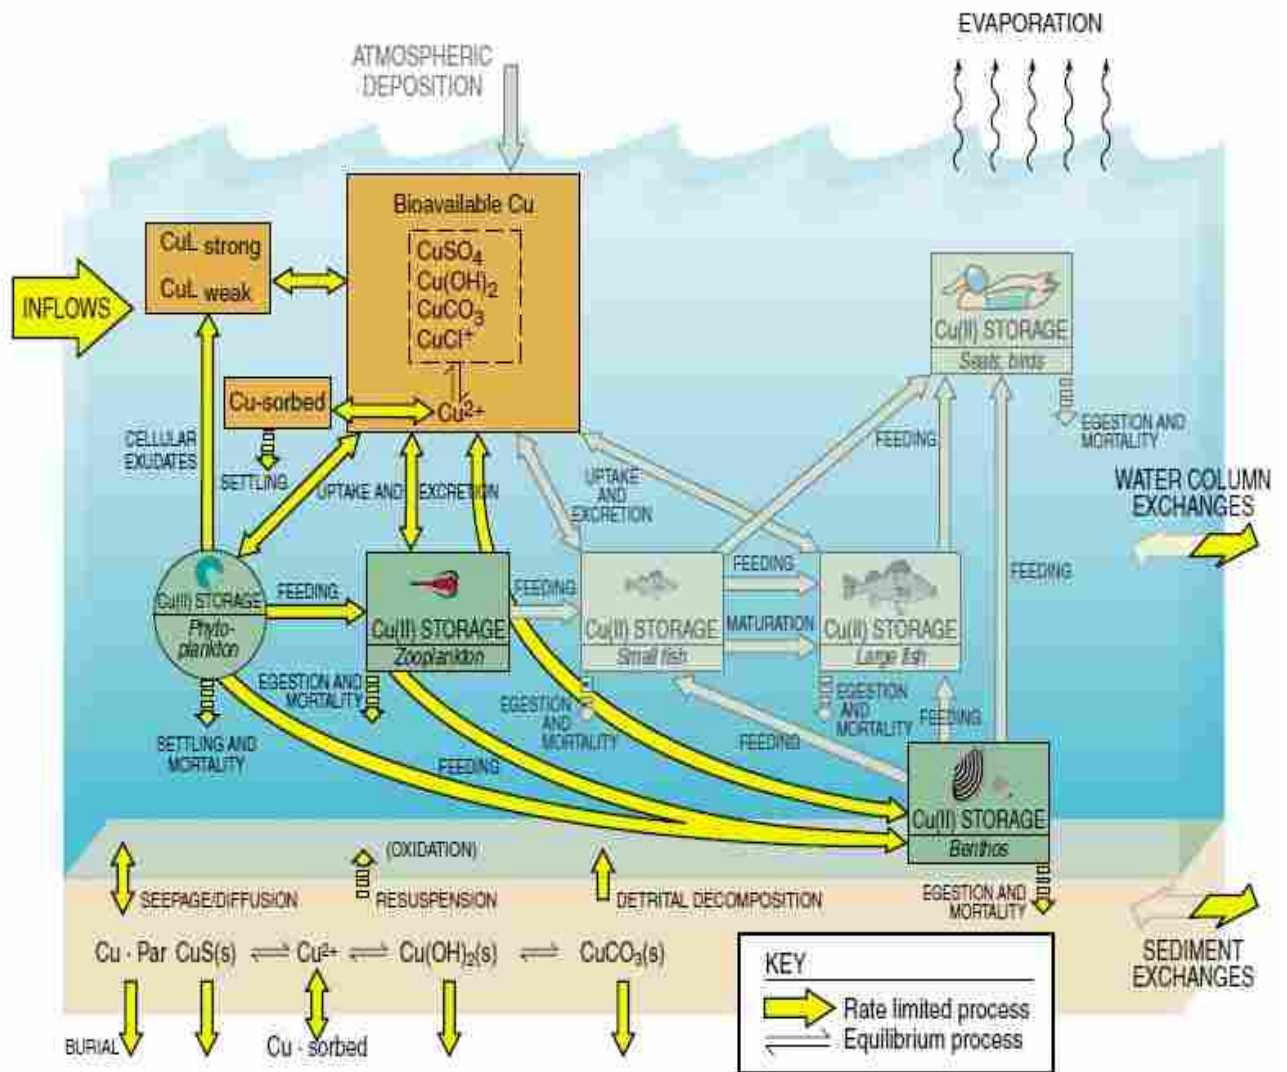 EVAPORATION
ATMOSPHERIC
DEPOSITION
Bioavailable Cu
CuSO4
Cu(OH)2
CuCO3
CuCl+
Cu2+
CuL strong
CuL weak
INFLOWS
Cu-sorbed
CELLULAR
EXUDATES
SETTLING
UPTAKE AND EXCRETION
UPTAKE
AND
EXCRETION
Cu(II) STORAGE
Seals, birds
EGESTION AND
MORTALITY
FEEDING
WATER COLUMN
EXCHANGES
FEEDING
Cu(II) STORAGE
Phyto-
plankton
FEEDING
Cu(II) STORAGE
Zooplankton
FEEDING
Cu(II) STORAGE
Small fish
FEEDING
MATURATION
Cu(II) STORAGE
Large fish
SETTLING AND
MORTALITY
EGESTION AND
MORTALITY
EGESTION
AND
MORTALITY
EGESTION
AND
MORTALITY
FEEDING
FEEDING
FEEDING
Cu(II) STORAGE
Benthos
EGESTION AND
MORTALITY
(OXIDATION)
SEEPAGE/DIFFUSION
RESUSPENSION
DETRITAL DECOMPOSITION
Cu · Par CuS(s) ⇌ Cu2+ ⇌ Cu(OH)2(s) ⇌ CuCO3(s)
BURIAL
Cu · sorbed
SEDIMENT
EXCHANGES
KEY
Rate limited process
Equilibrium process